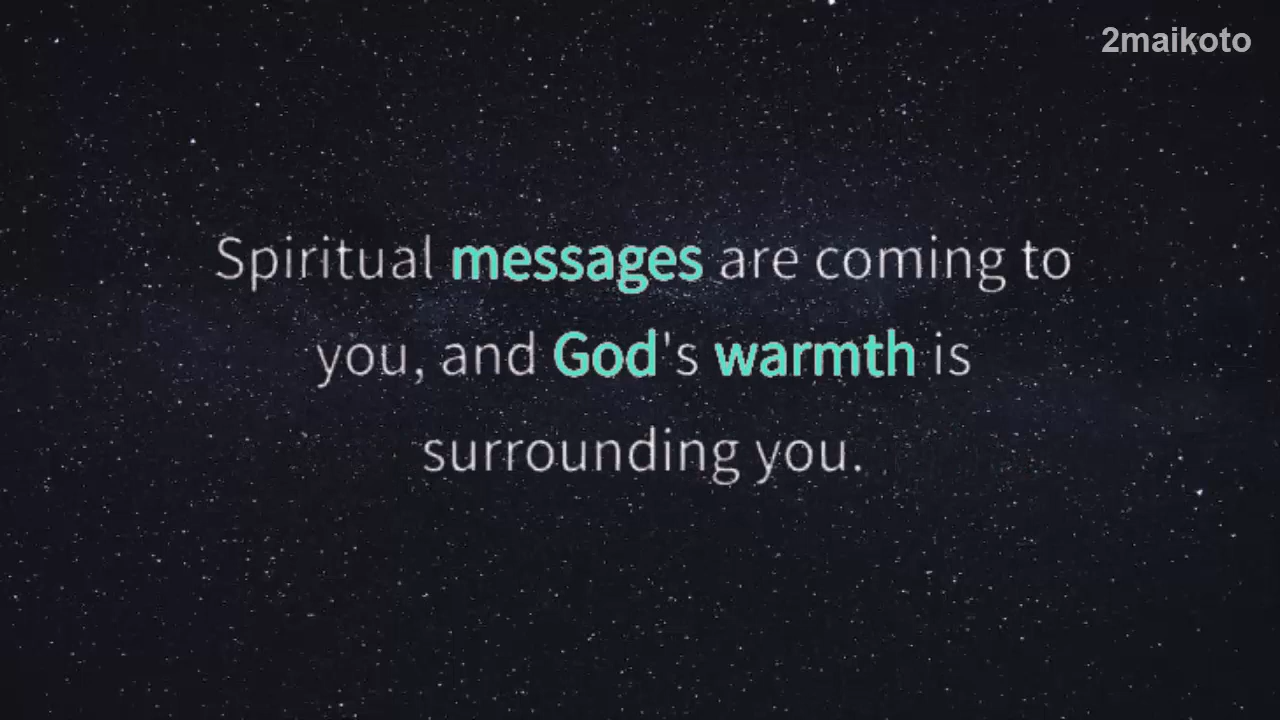 2maikoto
Spiritual messages are coming to
you, and God's warmth is
surrounding you.